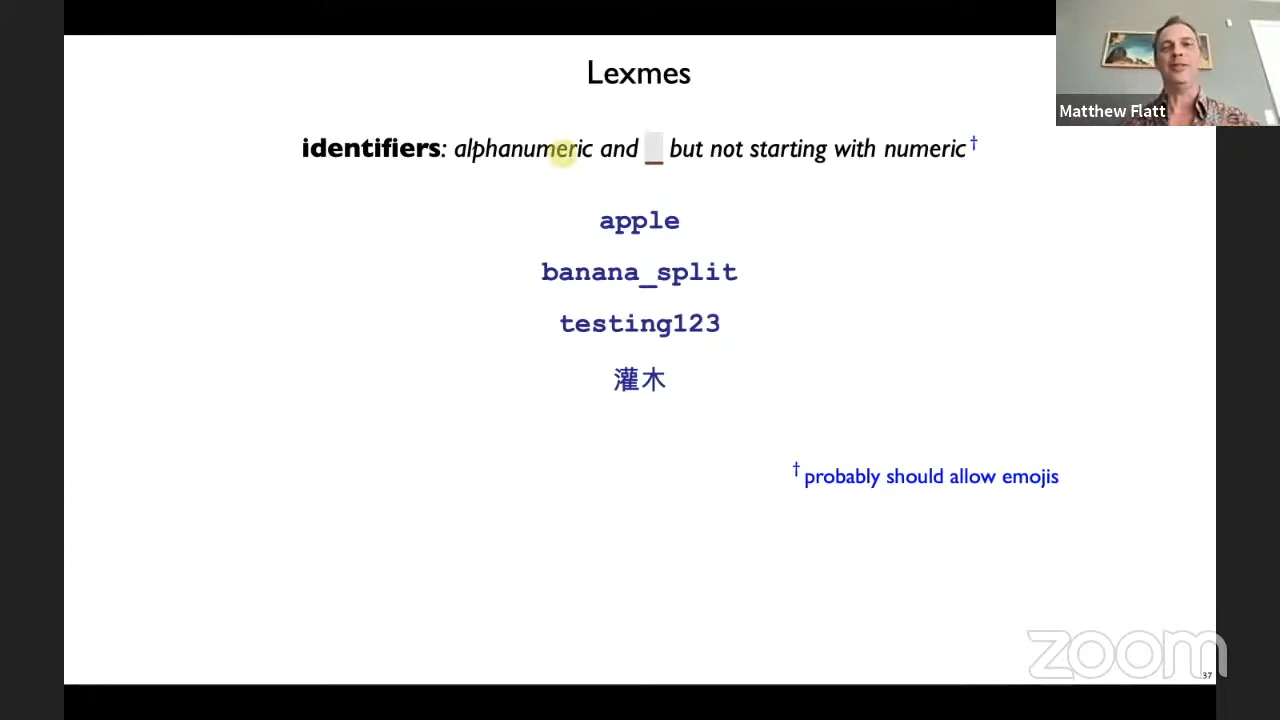 Lexmes
Matthew Flatt
identifiers: alphanumeric and _ but not starting with numeric†
apple
banana_split
testing123
灌木
† probably should allow emojis
zoom
37